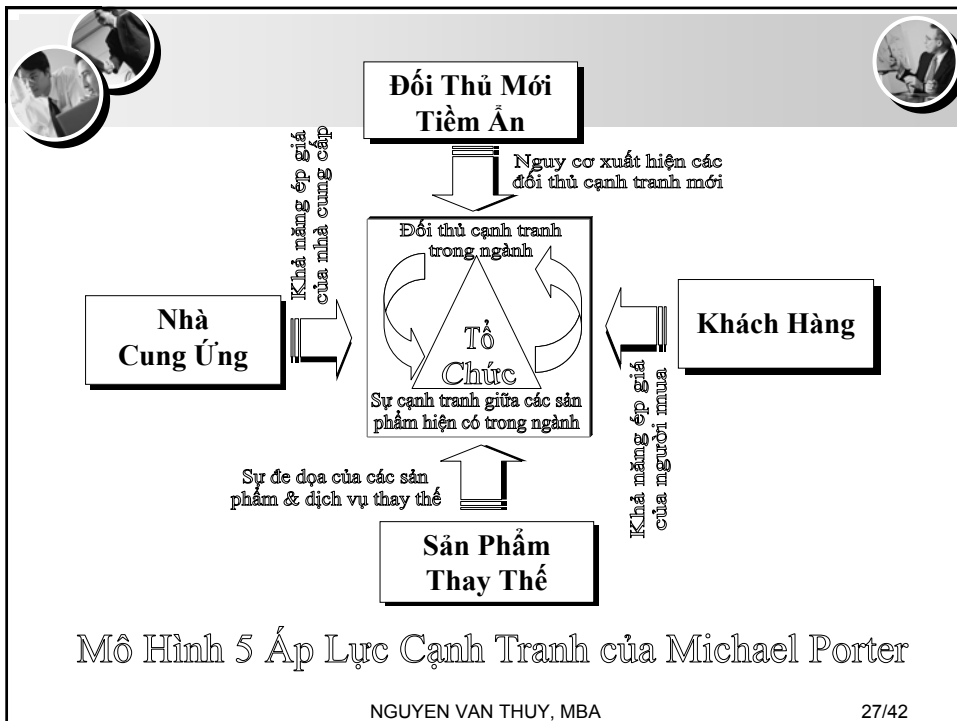 Đối Thủ Mới
Tiềm Ẩn
Nguy cơ xuất hiện các
đối thủ cạnh tranh mới
Khả năng ép giá
của nhà cung cấp
Đối thủ cạnh tranh
trong ngành
Nhà
Cung Ứng
Tổ
Chức
Khách Hàng
Sự cạnh tranh giữa các sản
phẩm hiện có trong ngành
Khả năng ép giá
của người mua
Sự đe dọa của các sản
phẩm & dịch vụ thay thế
Sản Phẩm
Thay Thế
Mô Hình 5 Áp Lực Cạnh Tranh của Michael Porter
NGUYEN VAN THUY, MBA
27/42